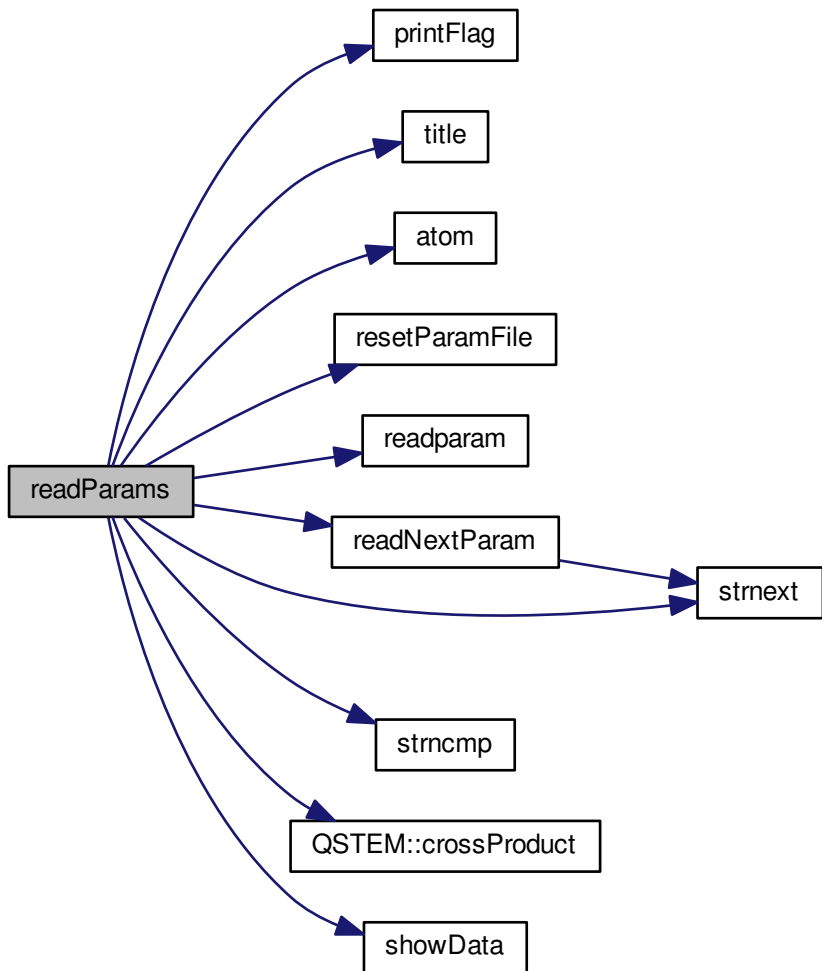 printFlag
title
atom
resetParamFile
readparam
readParams
readNextParam
strnext
strncmp
QSTEM::crossProduct
showData